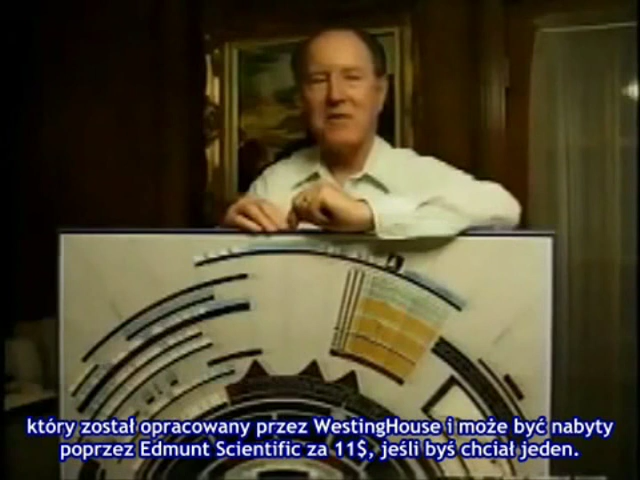 który został opracowany przez WestingHouse i może być nabyty
poprzez Edmunt Scientific za 11$, jeśli byś chciał jeden.